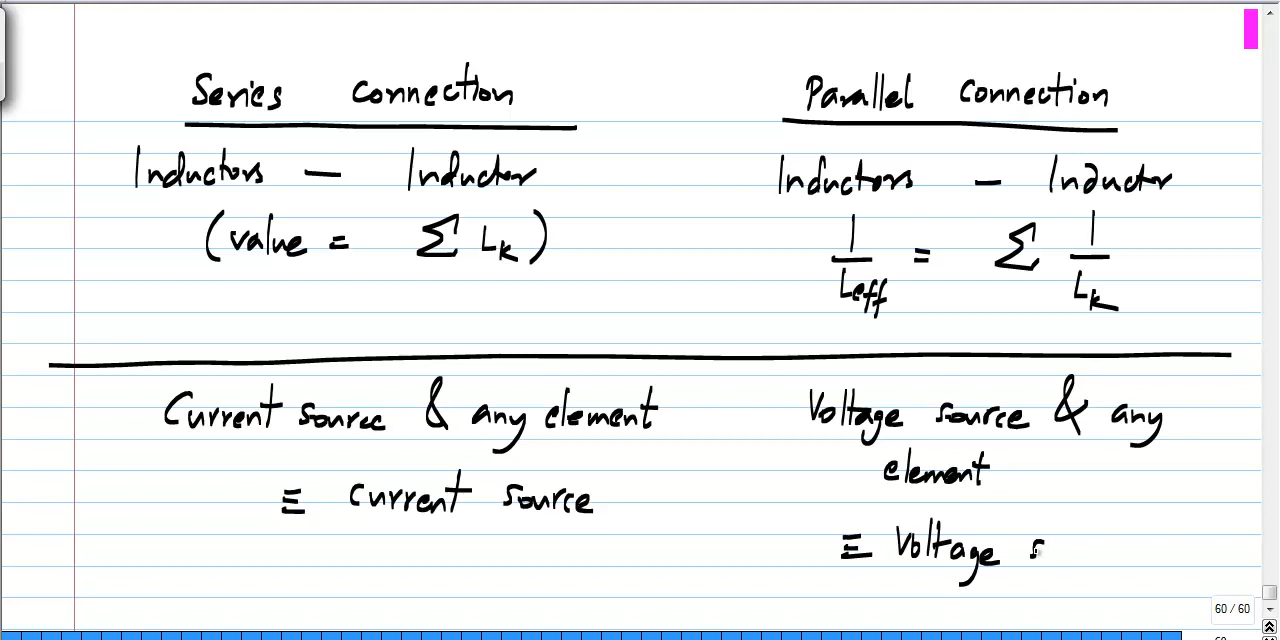 Series connection
Inductors — Inductor
(value = Σ Lk)
Current source & any element
≡ current source
Parallel connection
Inductors — Inductor
1/Leff = Σ 1/Lk
Voltage source & any
element
≡ Voltage s
60 / 60